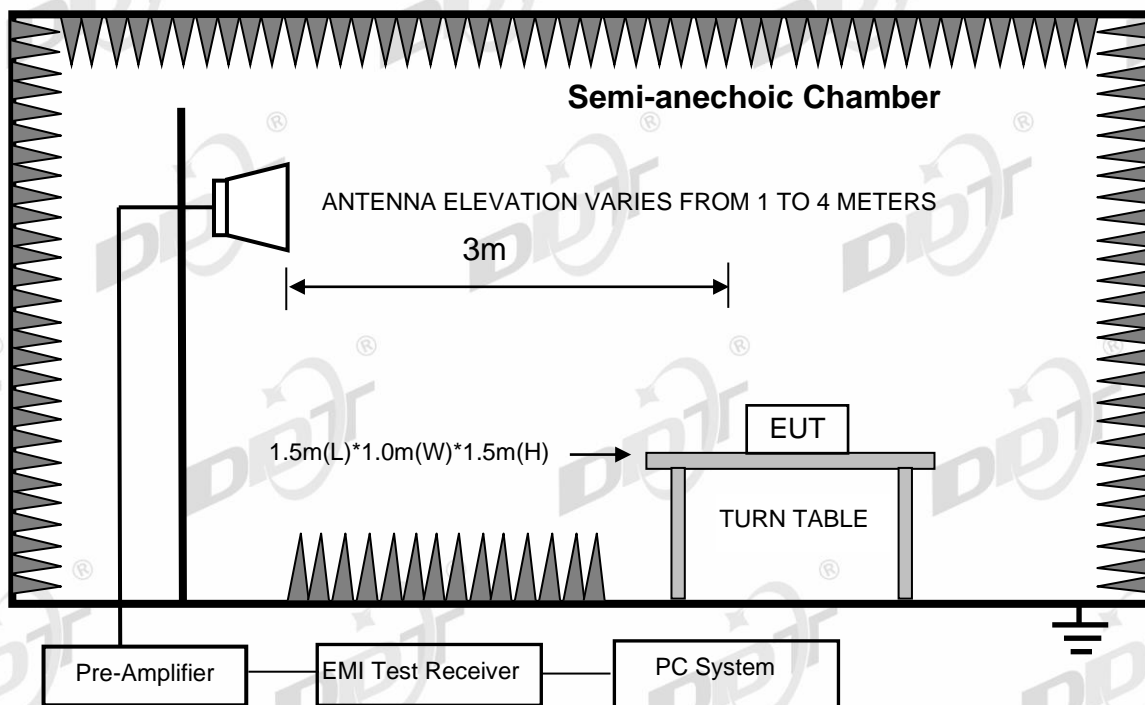 Semi-anechoic Chamber
ANTENNA ELEVATION VARIES FROM 1 TO 4 METERS
3m
1.5m(L)*1.0m(W)*1.5m(H)
EUT
TURN TABLE
Pre-Amplifier
EMI Test Receiver
PC System
DDT®